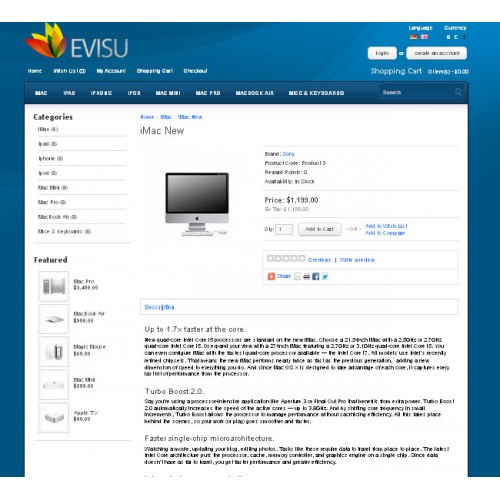 Language
Currency
EVISU
login
or
create an account
Home
Wish List (0)
My Account
Shopping Cart
Checkout
Shopping Cart
0 item(s) - $0.00
IMAC
IPAD
IPHONE
IPOD
MAC MINI
MAC PRO
MACBOOK AIR
MICE & KEYBOARDS
Search
Categories
iMac (6)
Ipad (6)
Iphone (6)
Ipod (6)
Mac Mini (6)
Mac Pro (6)
MacBook Air (6)
Mice & Keyboards (6)
Home » iMac » iMac New
iMac New
Brand: Sony
Product Code: Product 3
Reward Points: 0
Availability: In Stock
Price: $1,199.00
Ex Tax: $1,199.00
Qty: 1
Add to Cart
- OR -
Add to Wish List
Add to Compare
0 reviews | Write a review
Share
Featured
Mac Pro
MacBook Air
$999.00
Magic Mouse
$69.00
Mac Mini
$699.00
Apple TV
$99.00
Description
Up to 1.7x faster at the core.
New quad-core Intel Core i5 processors are standard on the new iMac. Choose a 21.5-inch iMac with a 2.5GHz or 2.7GHz
quad-core Intel Core i5. Or expand your view with a 27-inch iMac featuring a 2.7GHz or 3.1GHz quad-core Intel Core i5. You
can even configure iMac with the fastest quad-core processor available — the Intel Core i7. All models use Intel's recently
refined chipsets. That means the new iMac performs nearly twice as fast as the previous generation, adding a new
dimension of speed to everything you do. And since Mac OS X is designed to take advantage of each core, it captures every
last bit of performance from the processor.
Turbo Boost 2.0.
Say you're using a processor-intensive application like Aperture 3 or Final Cut Pro that benefits from extra power. Turbo Boost
2.0 automatically increases the speed of the active cores — up to 3.8GHz. And by shifting core frequency in small
increments, Turbo Boost allows the processor to manage performance without sacrificing efficiency. All this takes place
behind the scenes, so your work (or play) goes smoother and faster.
Faster single-chip microarchitecture.
Watching a movie, updating your blog, editing photos. Tasks like these require data to travel from place to place. The latest
Intel Core architecture puts the processor, cache, memory controller, and graphics engine on a single chip. Since data
doesn't have as far to travel, you get faster performance and greater efficiency.